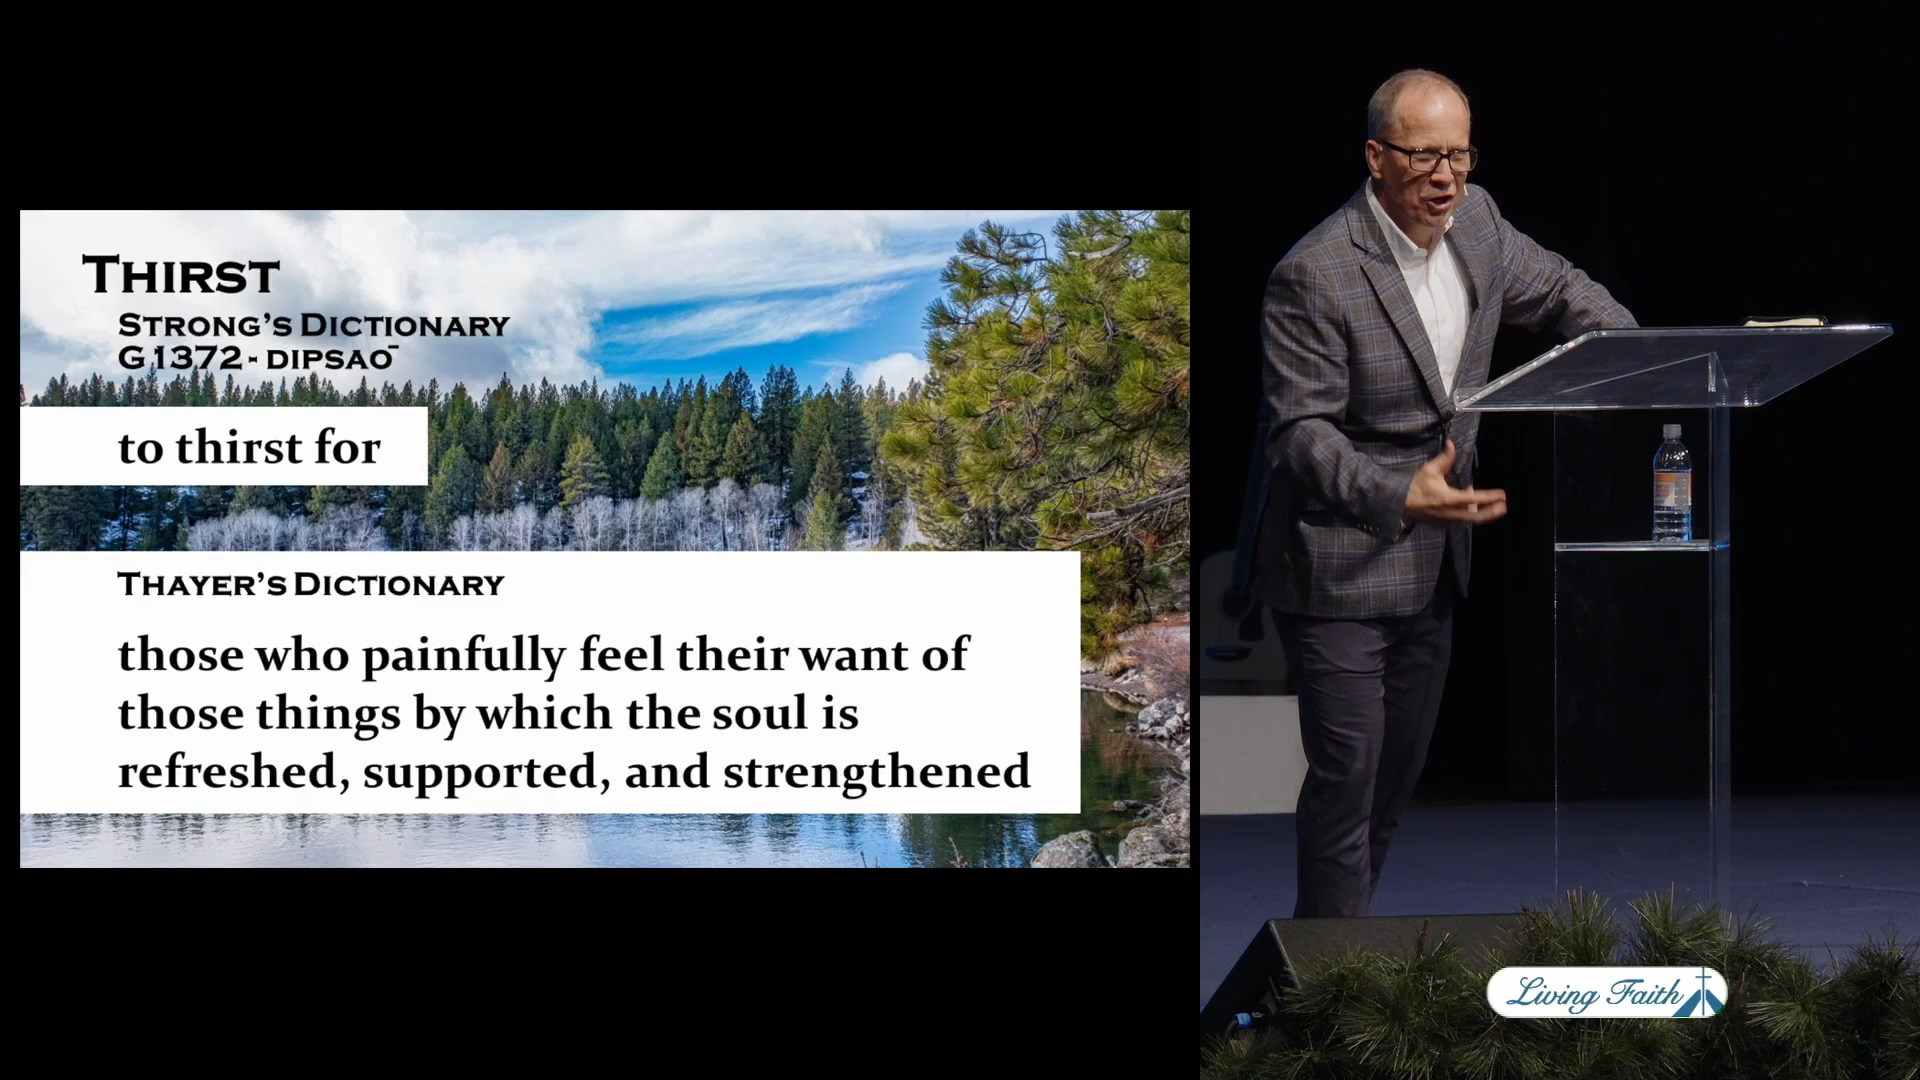 THIRST
STRONG'S DICTIONARY
G1372 - DIPSAO¯
to thirst for
THAYER'S DICTIONARY
those who painfully feel their want of
those things by which the soul is
refreshed, supported, and strengthened
Living Faith